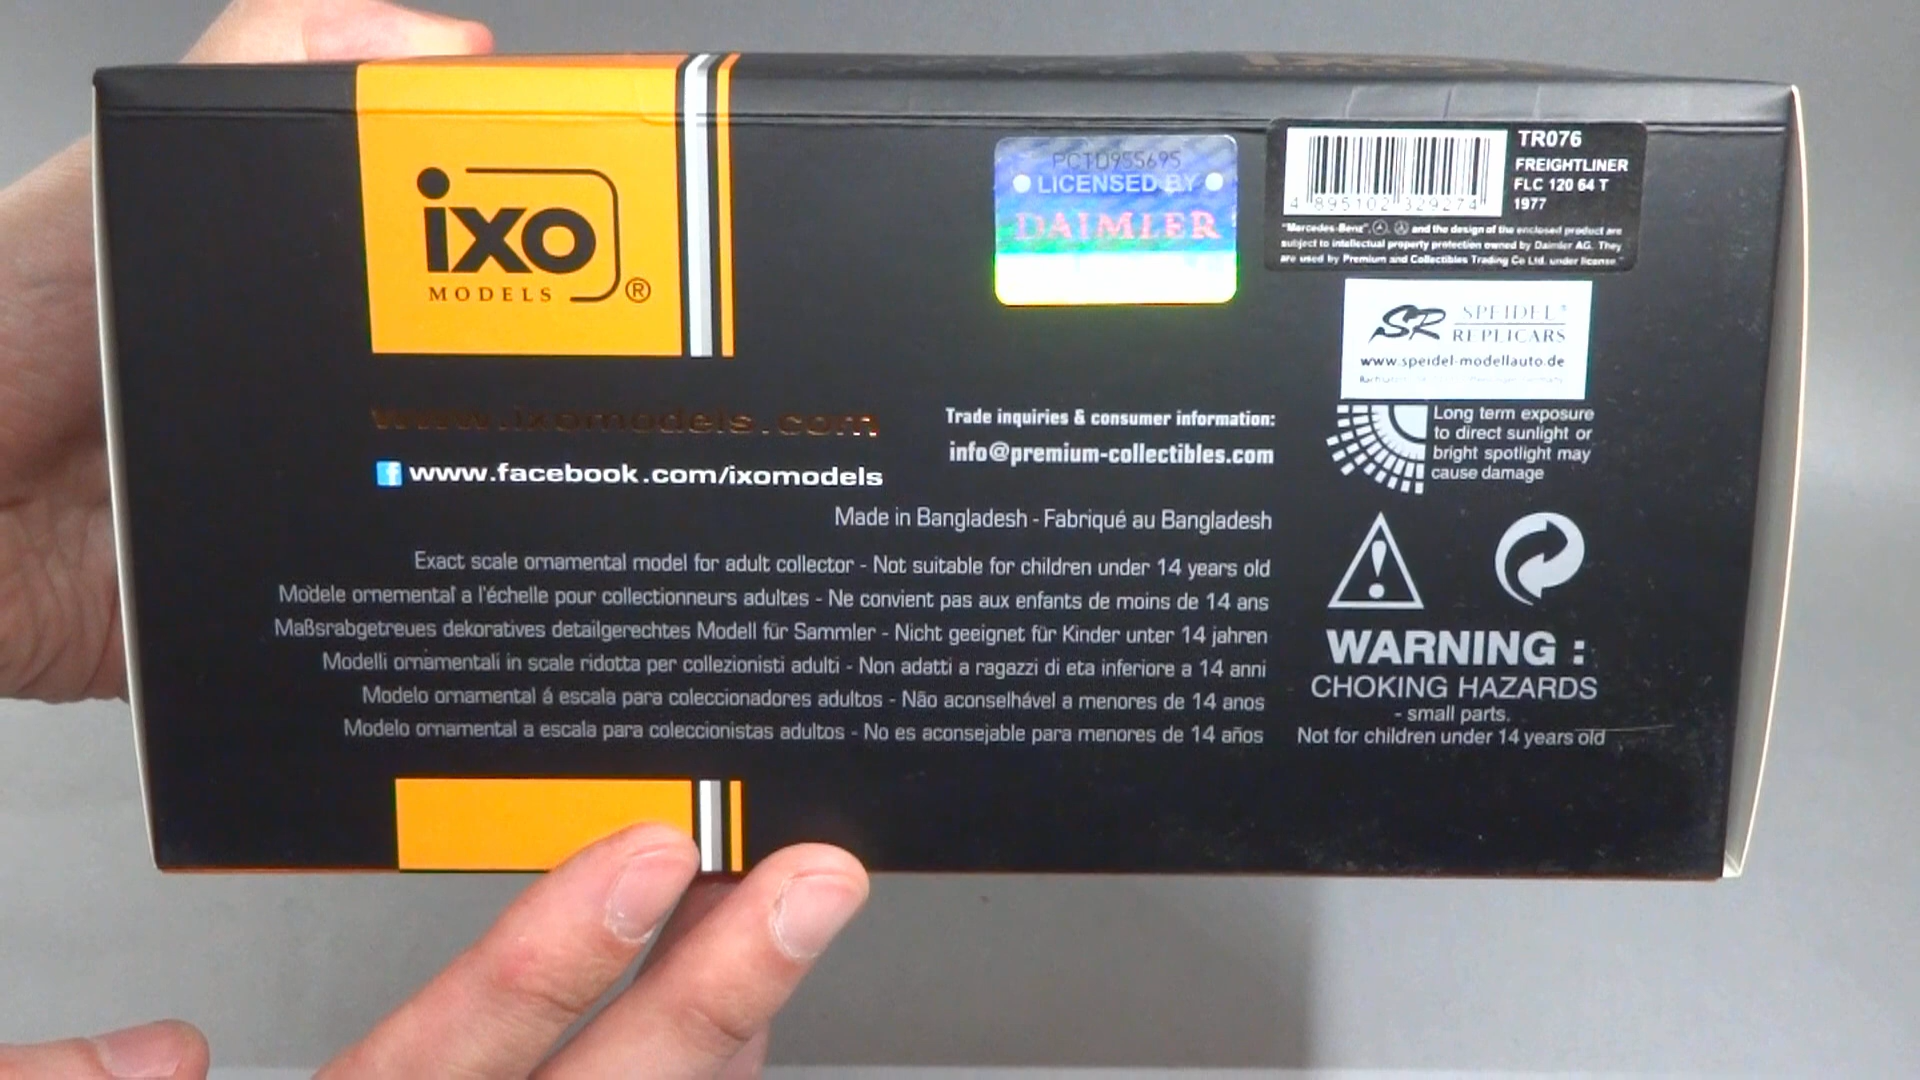 ixo
MODELS ®
www.ixomodels.com
www.facebook.com/ixomodels
PCTD955695
LICENSED BY
DAIMLER
TR076
FREIGHTLINER
FLC 120 64 T
1977
4 895102 329274
"Mercedes-Benz", and the design of the enclosed product are
subject to intellectual property protection owned by Daimler AG. They
are used by Premium and Collectibles Trading Co Ltd. under license."
SR SPEIDEL®
REPLICARS
www.speidel-modellauto.de
Trade inquiries & consumer information:
info@premium-collectibles.com
Long term exposure
to direct sunlight or
bright spotlight may
cause damage
Made in Bangladesh - Fabriqué au Bangladesh
Exact scale ornamental model for adult collector - Not suitable for children under 14 years old
Modèle ornemental a l'échelle pour collectionneurs adultes - Ne convient pas aux enfants de moins de 14 ans
Maßsrabgetreues dekoratives detailgerechtes Modell für Sammler - Nicht geeignet für Kinder unter 14 jahren
Modelli ornamentali in scale ridotta per collezionisti adulti - Non adatti a ragazzi di eta inferiore a 14 anni
Modelo ornamental á escala para coleccionadores adultos - Não aconselhável a menores de 14 anos
Modelo ornamental a escala para coleccionistas adultos - No es aconsejable para menores de 14 años
WARNING :
CHOKING HAZARDS
- small parts.
Not for children under 14 years old